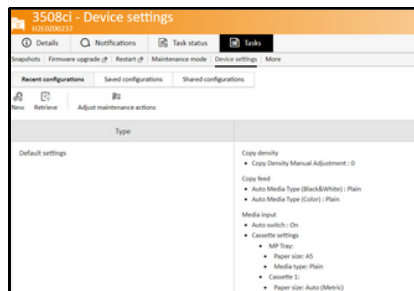 3508ci - Device settings
H2E0200237
Details Notifications Task status Tasks
Snapshots Firmware upgrade Restart Maintenance mode Device settings More
Recent configurations Saved configurations Shared configurations
New Retrieve Adjust maintenance actions
Type
Default settings
Copy density
• Copy Density Manual Adjustment : 0
Copy feed
• Auto Media Type (Black&White) : Plain
• Auto Media Type (Color) : Plain
Media input
• Auto switch : On
• Cassette settings
• MP Tray:
• Paper size: A5
• Media type: Plain
• Cassette 1:
• Paper size: Auto (Metric)